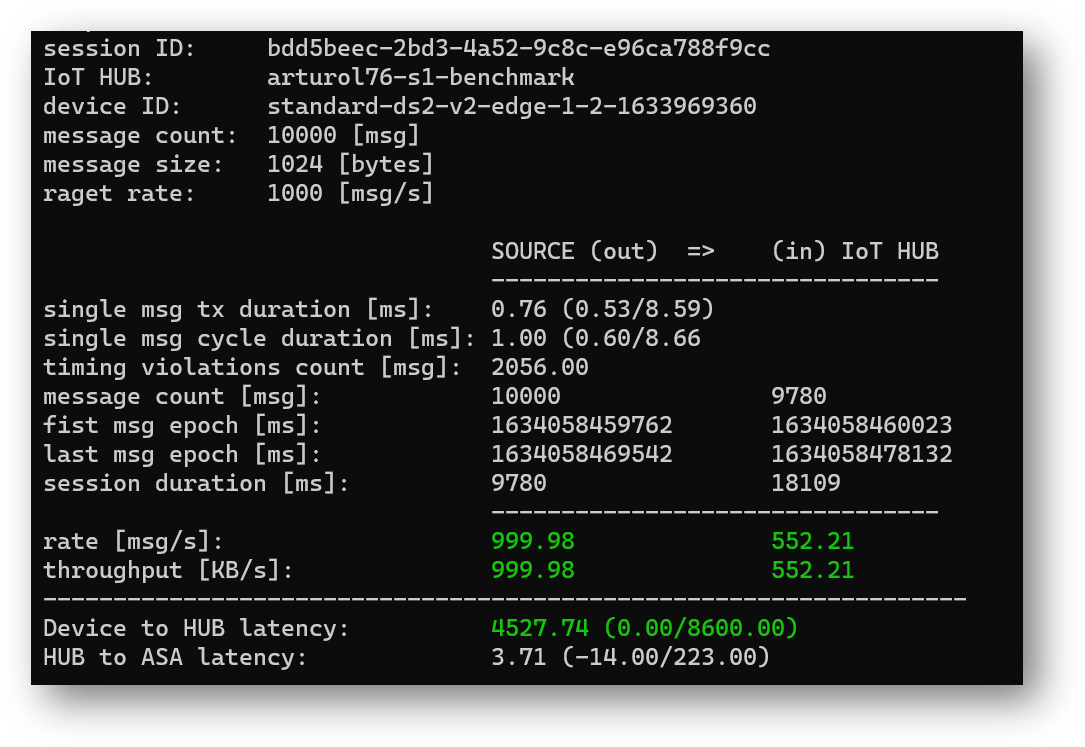 session ID: bdd5beec-2bd3-4a52-9c8c-e96ca788f9cc
IoT HUB: arturol76-s1-benchmark
device ID: standard-ds2-v2-edge-1-2-1633969360
message count: 10000 [msg]
message size: 1024 [bytes]
raget rate: 1000 [msg/s]
SOURCE (out) => (in) IoT HUB
--------------------------------
single msg tx duration [ms]: 0.76 (0.53/8.59)
single msg cycle duration [ms]: 1.00 (0.60/8.66
timing violations count [msg]: 2056.00
message count [msg]: 10000 9780
fist msg epoch [ms]: 1634058459762 1634058460023
last msg epoch [ms]: 1634058469542 1634058478132
session duration [ms]: 9780 18109
--------------------------------
rate [msg/s]: 999.98 552.21
throughput [KB/s]: 999.98 552.21
------------------------------------------------------------------
Device to HUB latency: 4527.74 (0.00/8600.00)
HUB to ASA latency: 3.71 (-14.00/223.00)